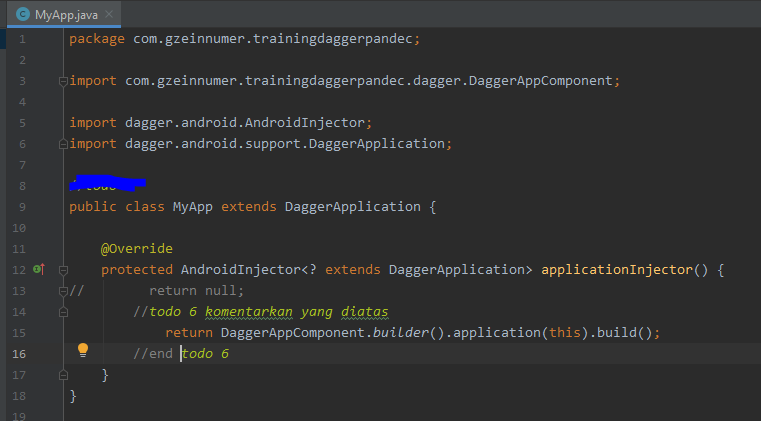 MyApp.java
1 package com.gzeinnumer.trainingdaggerpandec;
2
3 import com.gzeinnumer.trainingdaggerpandec.dagger.DaggerAppComponent;
4
5 import dagger.android.AndroidInjector;
6 import dagger.android.support.DaggerApplication;
7
8
9 public class MyApp extends DaggerApplication {
10
11 @Override
12 protected AndroidInjector<? extends DaggerApplication> applicationInjector() {
13 // return null;
14 //todo 6 komentarkan yang diatas
15 return DaggerAppComponent.builder().application(this).build();
16 //end todo 6
17 }
18 }
19